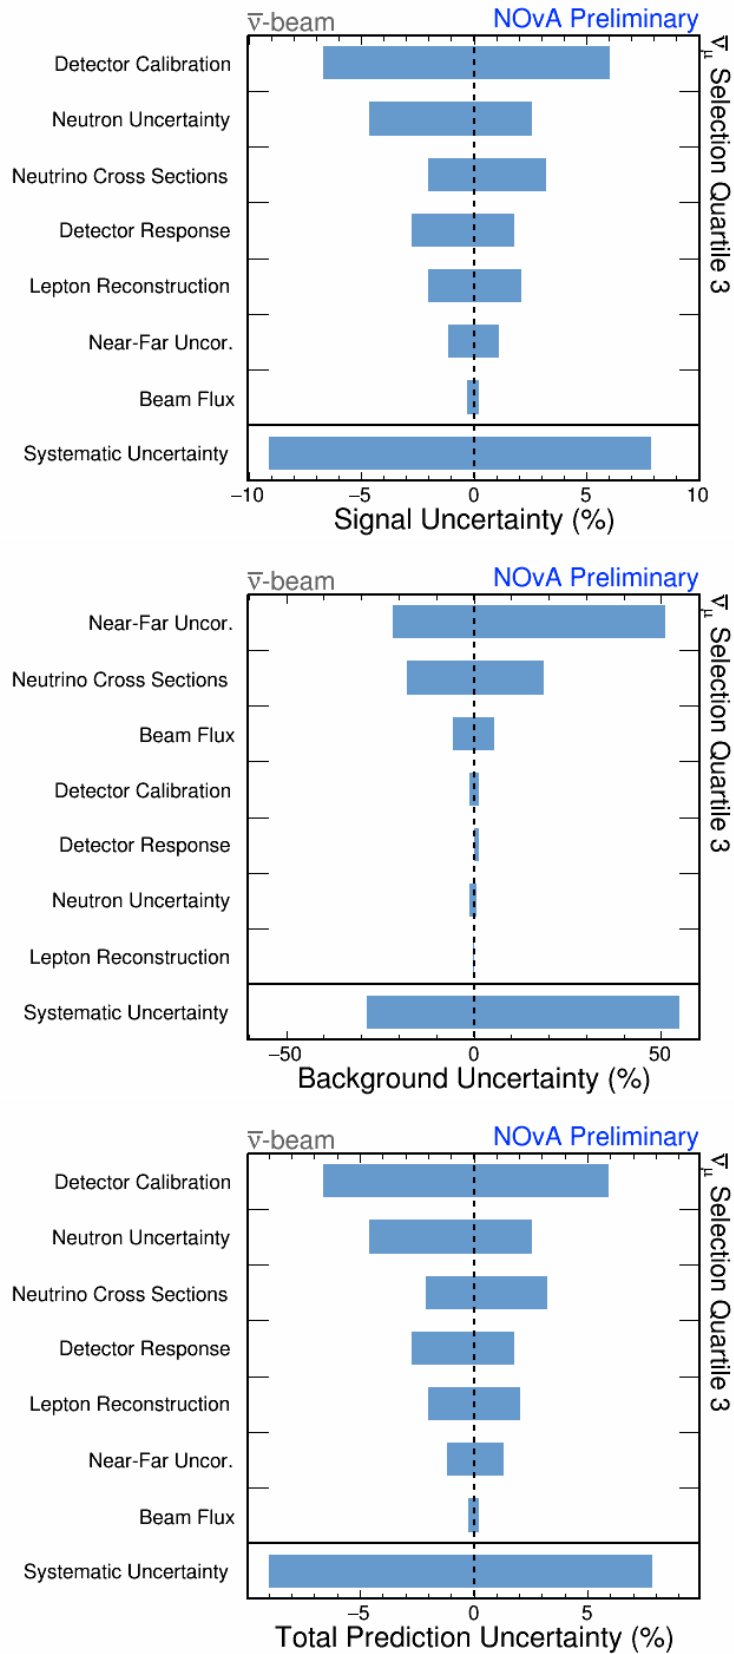 ν̅-beam NOvA Preliminary
Detector Calibration
Neutron Uncertainty
Neutrino Cross Sections
Detector Response
Lepton Reconstruction
Near-Far Uncor.
Beam Flux
Systematic Uncertainty
−10 −5 0 5 10
Signal Uncertainty (%)
ν̅μ Selection Quartile 3
ν̅-beam NOvA Preliminary
Near-Far Uncor.
Neutrino Cross Sections
Beam Flux
Detector Calibration
Detector Response
Neutron Uncertainty
Lepton Reconstruction
Systematic Uncertainty
−50 0 50
Background Uncertainty (%)
ν̅μ Selection Quartile 3
ν̅-beam NOvA Preliminary
Detector Calibration
Neutron Uncertainty
Neutrino Cross Sections
Detector Response
Lepton Reconstruction
Near-Far Uncor.
Beam Flux
Systematic Uncertainty
−5 0 5
Total Prediction Uncertainty (%)
ν̅μ Selection Quartile 3